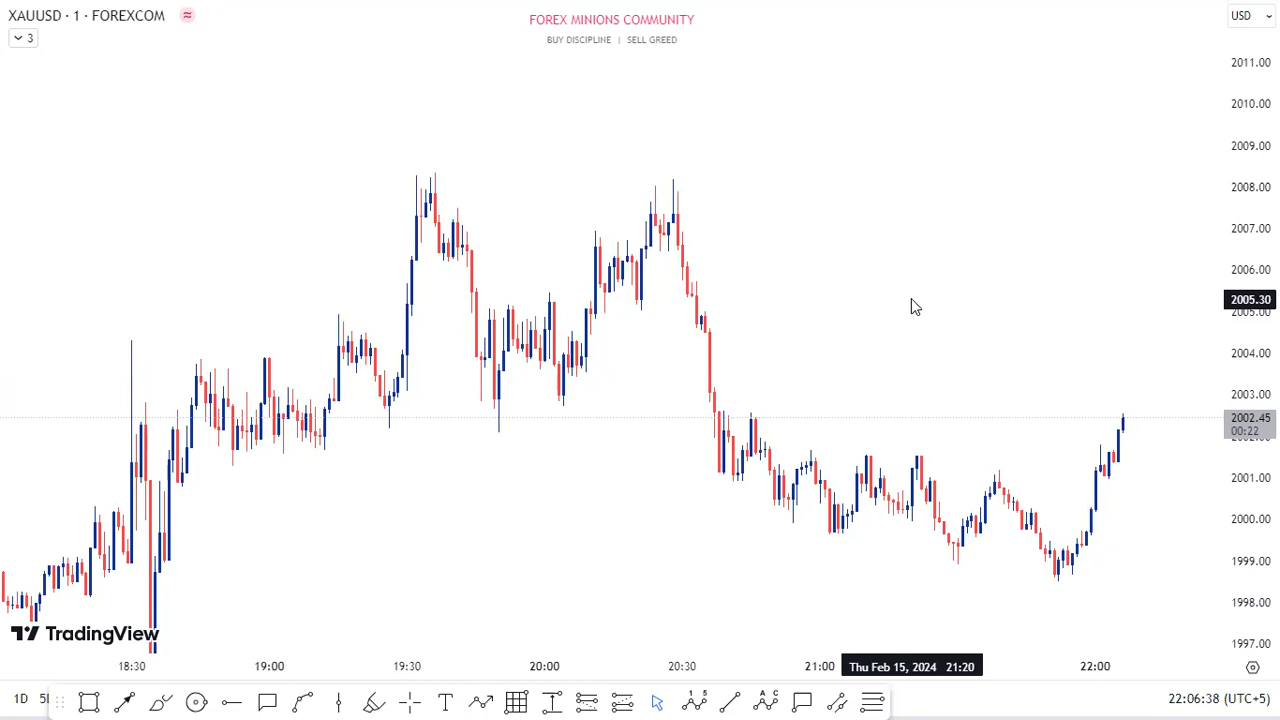 XAUUSD · 1 · FOREXCOM
3
FOREX MINIONS COMMUNITY
BUY DISCIPLINE | SELL GREED
USD
2011.00
2010.00
2009.00
2008.00
2007.00
2006.00
2005.30
2005.00
2004.00
2003.00
2002.45
00:22
2001.00
2000.00
1999.00
1998.00
1997.00
TradingView
18:30 19:00 19:30 20:00 20:30 21:00 Thu Feb 15, 2024 21:20 22:00
1D
22:06:38 (UTC+5)